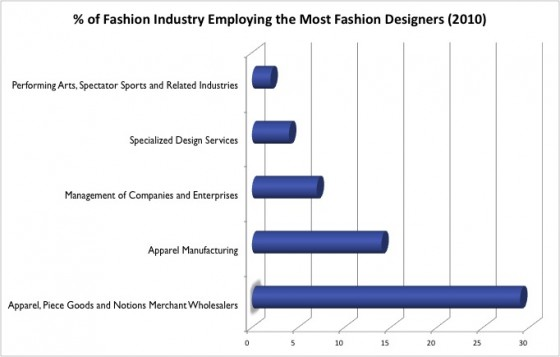 % of Fashion Industry Employing the Most Fashion Designers (2010)
Performing Arts, Spectator Sports and Related Industries
Specialized Design Services
Management of Companies and Enterprises
Apparel Manufacturing
Apparel, Piece Goods and Notions Merchant Wholesalers
0 5 10 15 20 25 30